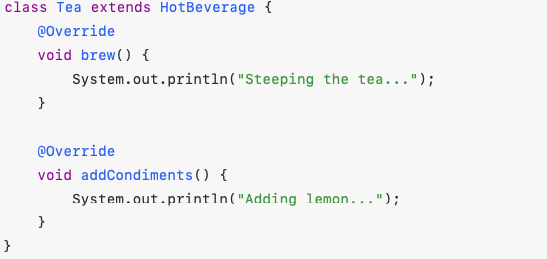 class Tea extends HotBeverage {
    @Override
    void brew() {
        System.out.println("Steeping the tea...");
    }

    @Override
    void addCondiments() {
        System.out.println("Adding lemon...");
    }
}